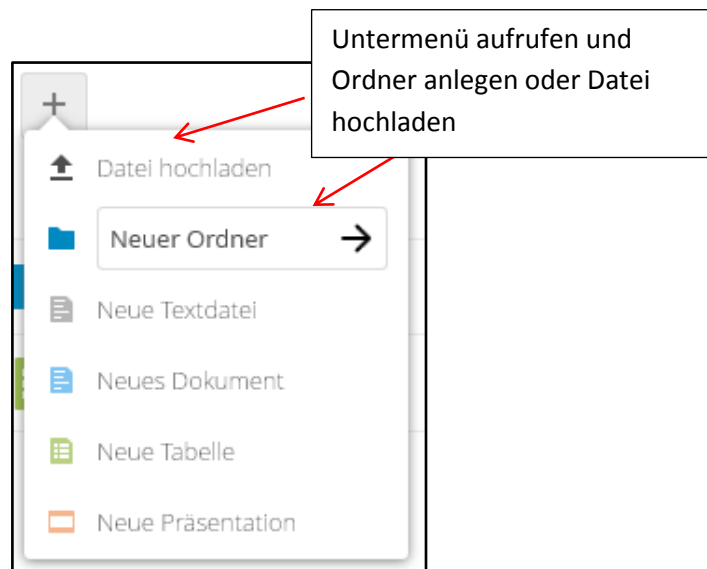 Untermenü aufrufen und
Ordner anlegen oder Datei
hochladen
+
Datei hochladen
Neuer Ordner →
Neue Textdatei
Neues Dokument
Neue Tabelle
Neue Präsentation